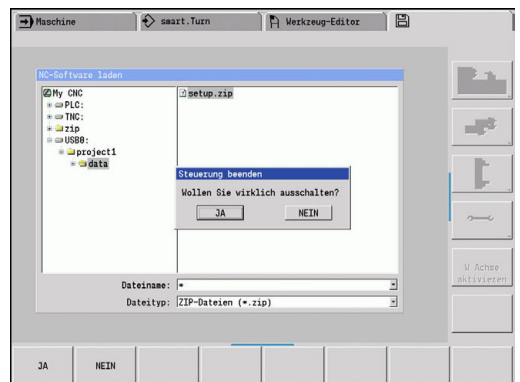 Maschine
smart.Turn
Werkzeug-Editor
NC-Software laden
My CNC
PLC:
TNC:
zip
USB0:
project1
data
setup.zip
Steuerung beenden
Wollen Sie wirklich ausschalten?
JA NEIN
Dateiname: *
Dateityp: ZIP-Dateien (*.zip)
W Achse
aktivieren
JA NEIN